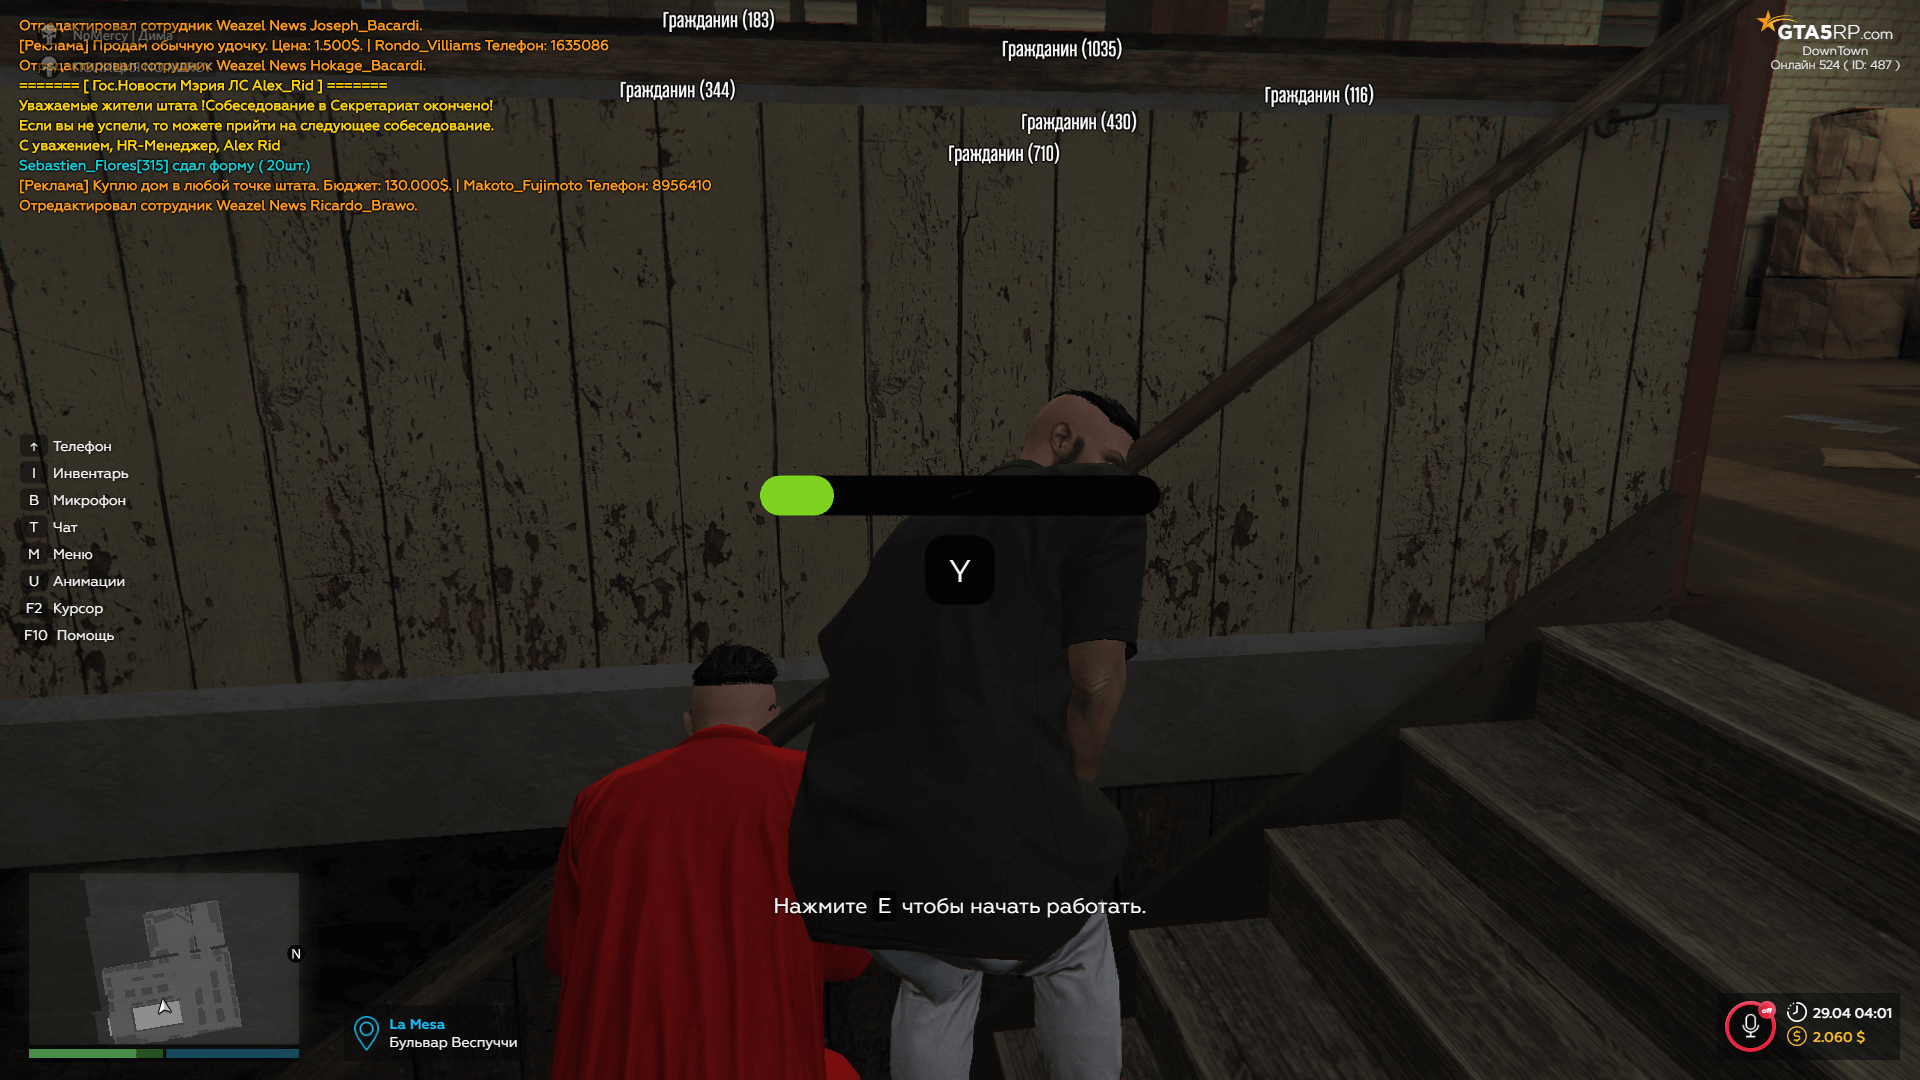 Отредактировал сотрудник Weazel News Joseph_Bacardi.
NoMercy | Дима
[Реклама] Продам обычную удочку. Цена: 1.500$. | Rondo_Villiams Телефон: 1635086
Отредактировал сотрудник Weazel News Hokage_Bacardi.
======= [ Гос.Новости Мэрия ЛС Alex_Rid ] =======
Уважаемые жители штата !Собеседование в Секретариат окончено!
Если вы не успели, то можете прийти на следующее собеседование.
С уважением, HR-Менеджер, Alex Rid
Sebastien_Flores[315] сдал форму ( 20шт.)
[Реклама] Куплю дом в любой точке штата. Бюджет: 130.000$. | Makoto_Fujimoto Телефон: 8956410
Отредактировал сотрудник Weazel News Ricardo_Brawo.
Гражданин (183)
Гражданин (1035)
Гражданин (344)
Гражданин (116)
Гражданин (430)
Гражданин (710)
GTA5RP.com
DownTown
Онлайн 524 ( ID: 487 )
↑ Телефон
I Инвентарь
B Микрофон
T Чат
M Меню
U Анимации
F2 Курсор
F10 Помощь
Y
Нажмите E чтобы начать работать.
N
La Mesa
Бульвар Веспуччи
off
29.04 04:01
$ 2.060 $